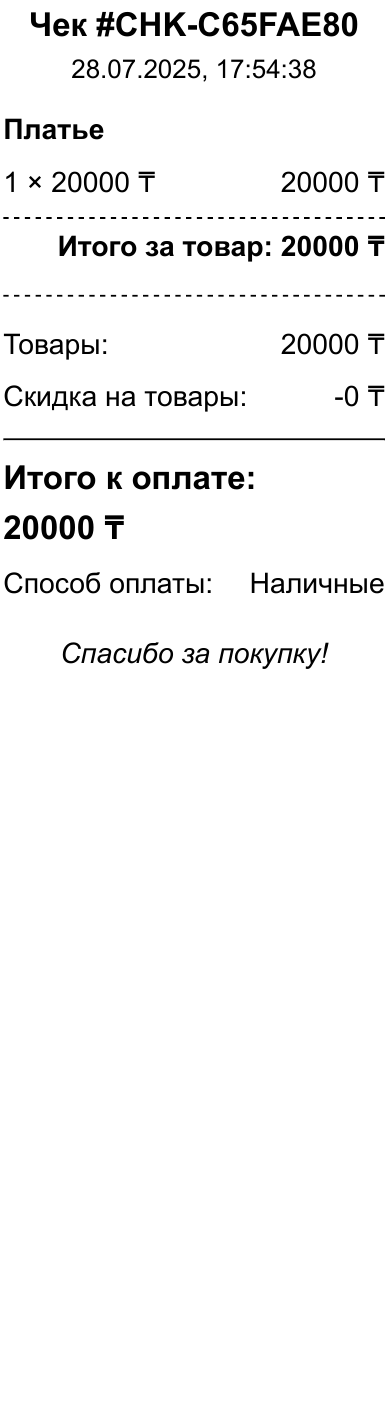 Чек #CHK-C65FAE80
28.07.2025, 17:54:38
Платье
1 × 20000 ₸ 20000 ₸
Итого за товар: 20000 ₸
Товары: 20000 ₸
Скидка на товары: -0 ₸
Итого к оплате:
20000 ₸
Способ оплаты: Наличные
Спасибо за покупку!